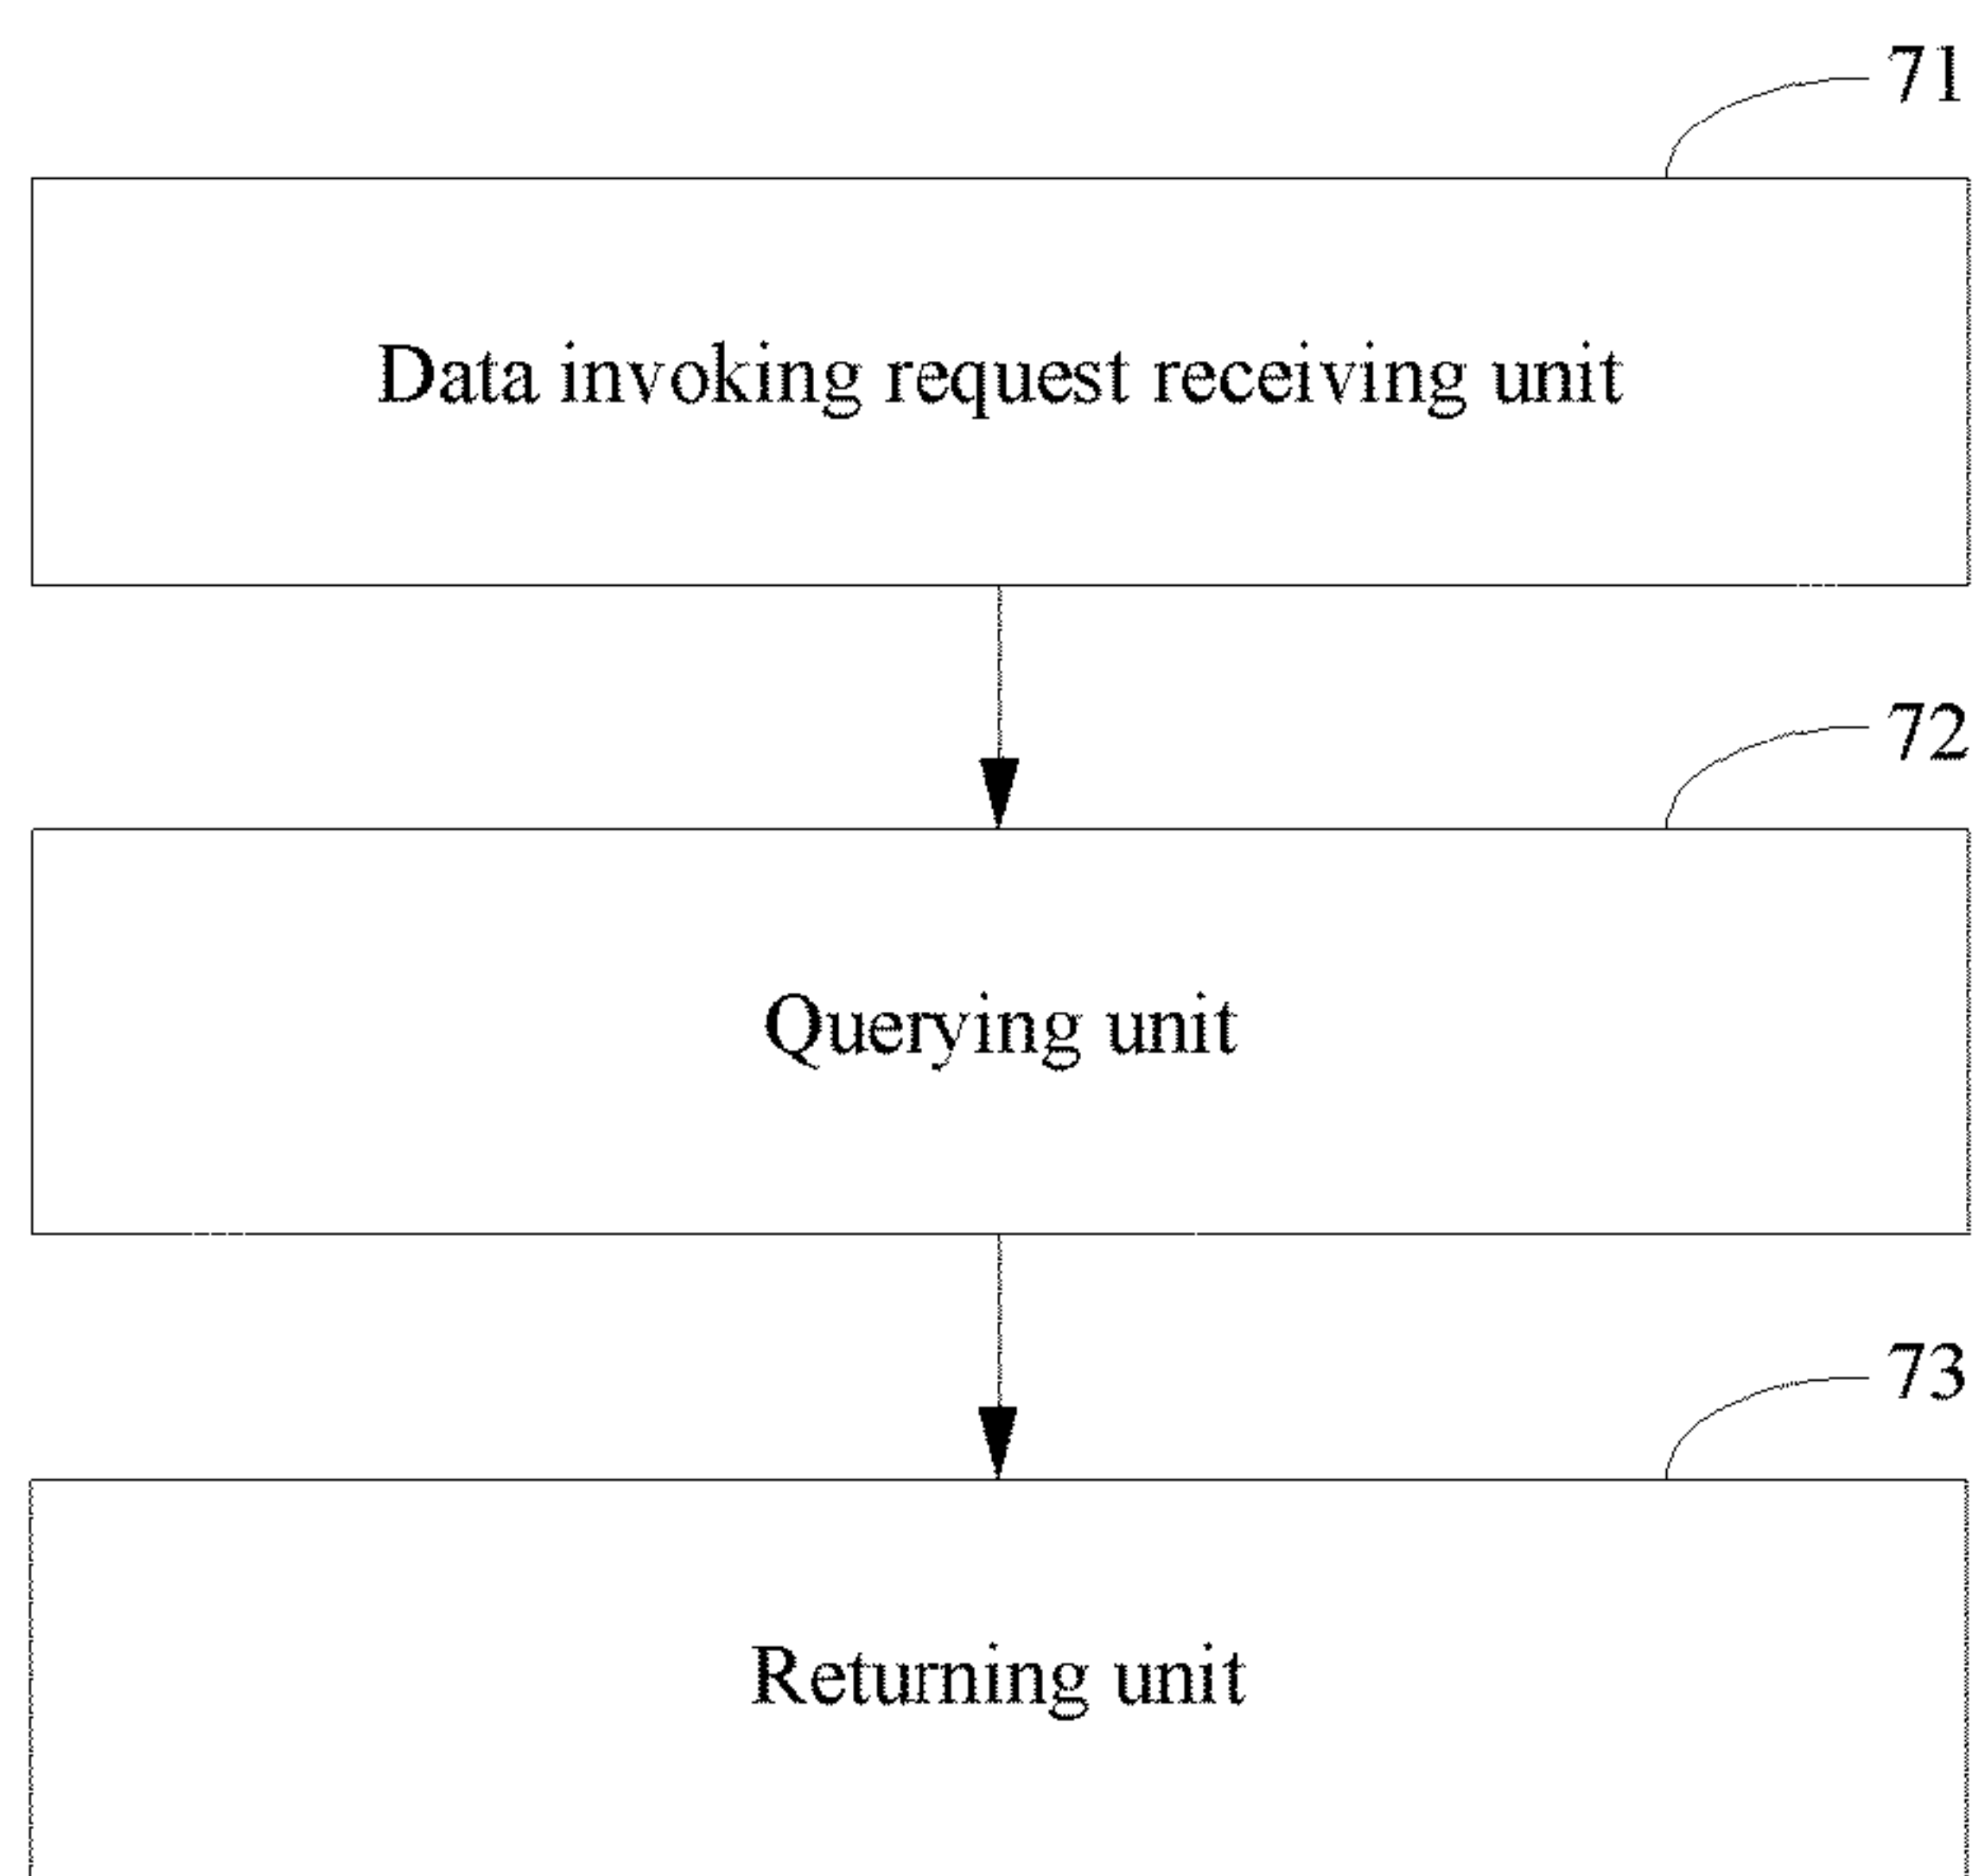 71
Data invoking request receiving unit
72
Querying unit
73
Returning unit